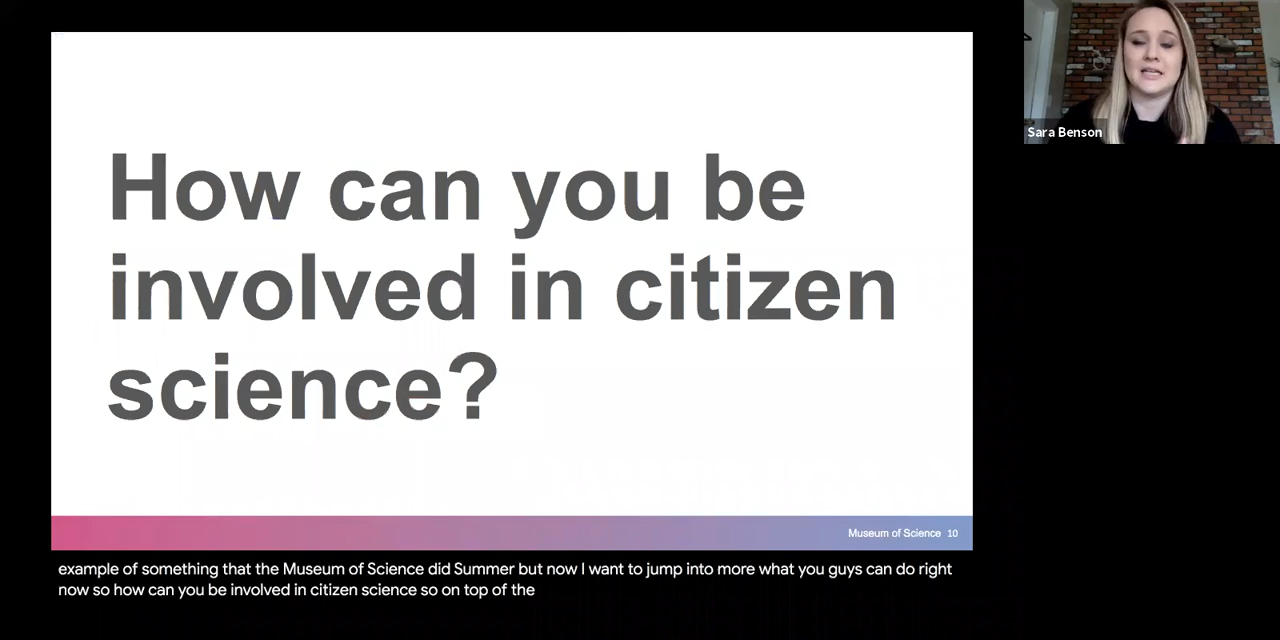 How can you be
involved in citizen
science?
Museum of Science 10
example of something that the Museum of Science did Summer but now I want to jump into more what you guys can do right
now so how can you be involved in citizen science so on top of the
Sara Benson